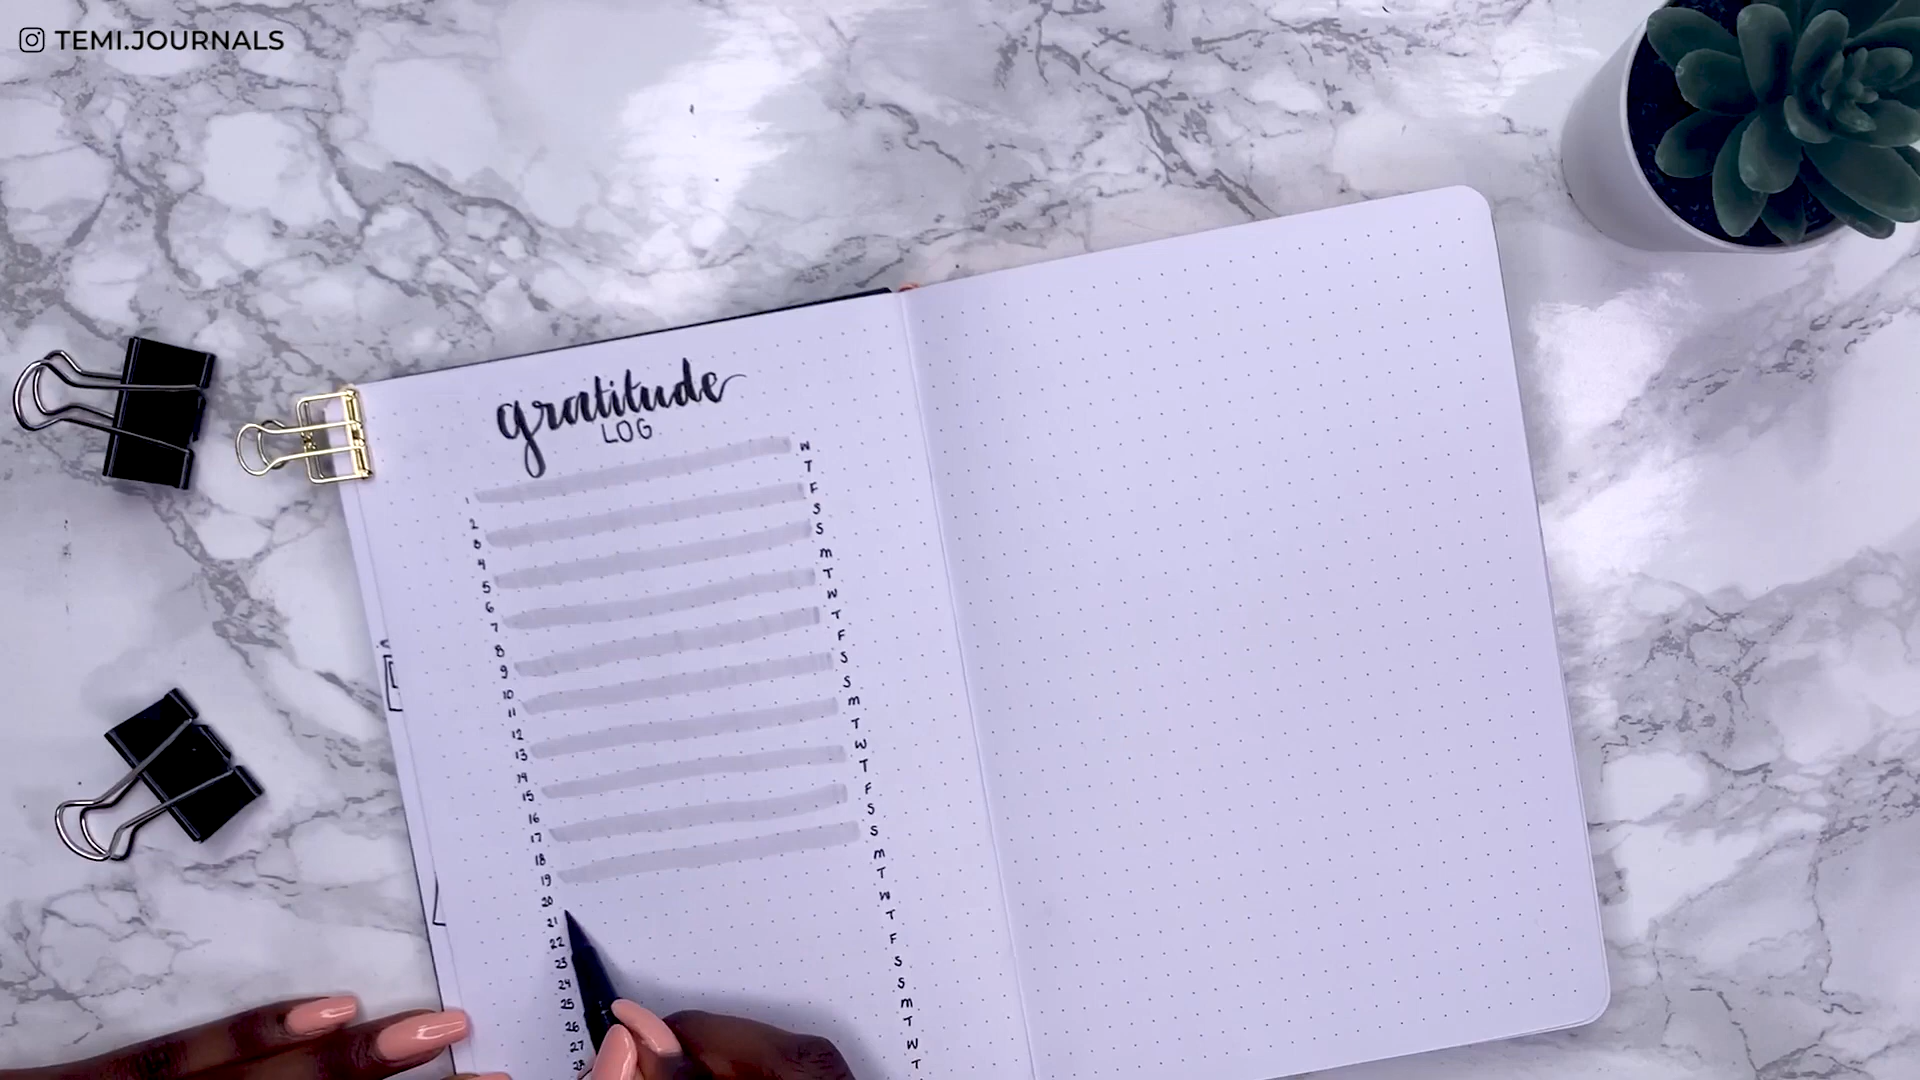 TEMI.JOURNALS
gratitude
LOG
1 W
2 T
3 F
4 S
5 S
6 m
7 T
8 W
9 T
10 F
11 S
12 S
13 m
14 T
15 W
16 T
17 F
18 S
19 S
20 m
21 T
22 W
23 T
24 F
25 S
26 S
27 m
28 T
W
T